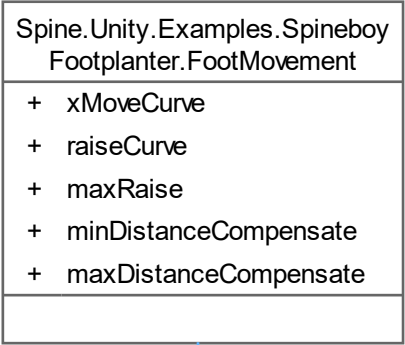 Spine.Unity.Examples.Spineboy
Footplanter.FootMovement
+ xMoveCurve
+ raiseCurve
+ maxRaise
+ minDistanceCompensate
+ maxDistanceCompensate